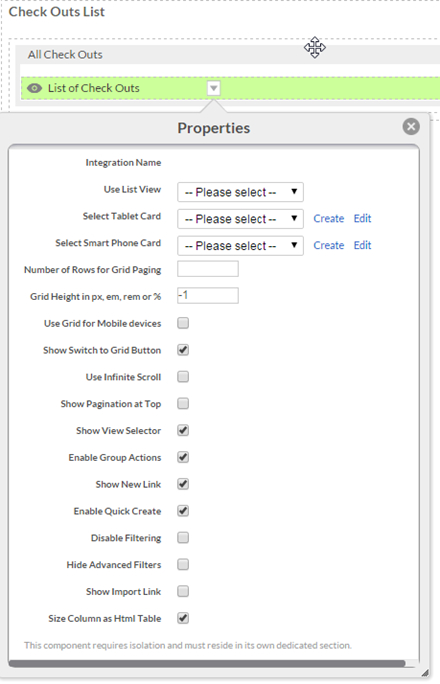 Check Outs List
All Check Outs
List of Check Outs
Properties
Integration Name
Use List View -- Please select --
Select Tablet Card -- Please select -- Create Edit
Select Smart Phone Card -- Please select -- Create Edit
Number of Rows for Grid Paging
Grid Height in px, em, rem or % -1
Use Grid for Mobile devices
Show Switch to Grid Button
Use Infinite Scroll
Show Pagination at Top
Show View Selector
Enable Group Actions
Show New Link
Enable Quick Create
Disable Filtering
Hide Advanced Filters
Show Import Link
Size Column as Html Table
This component requires isolation and must reside in its own dedicated section.